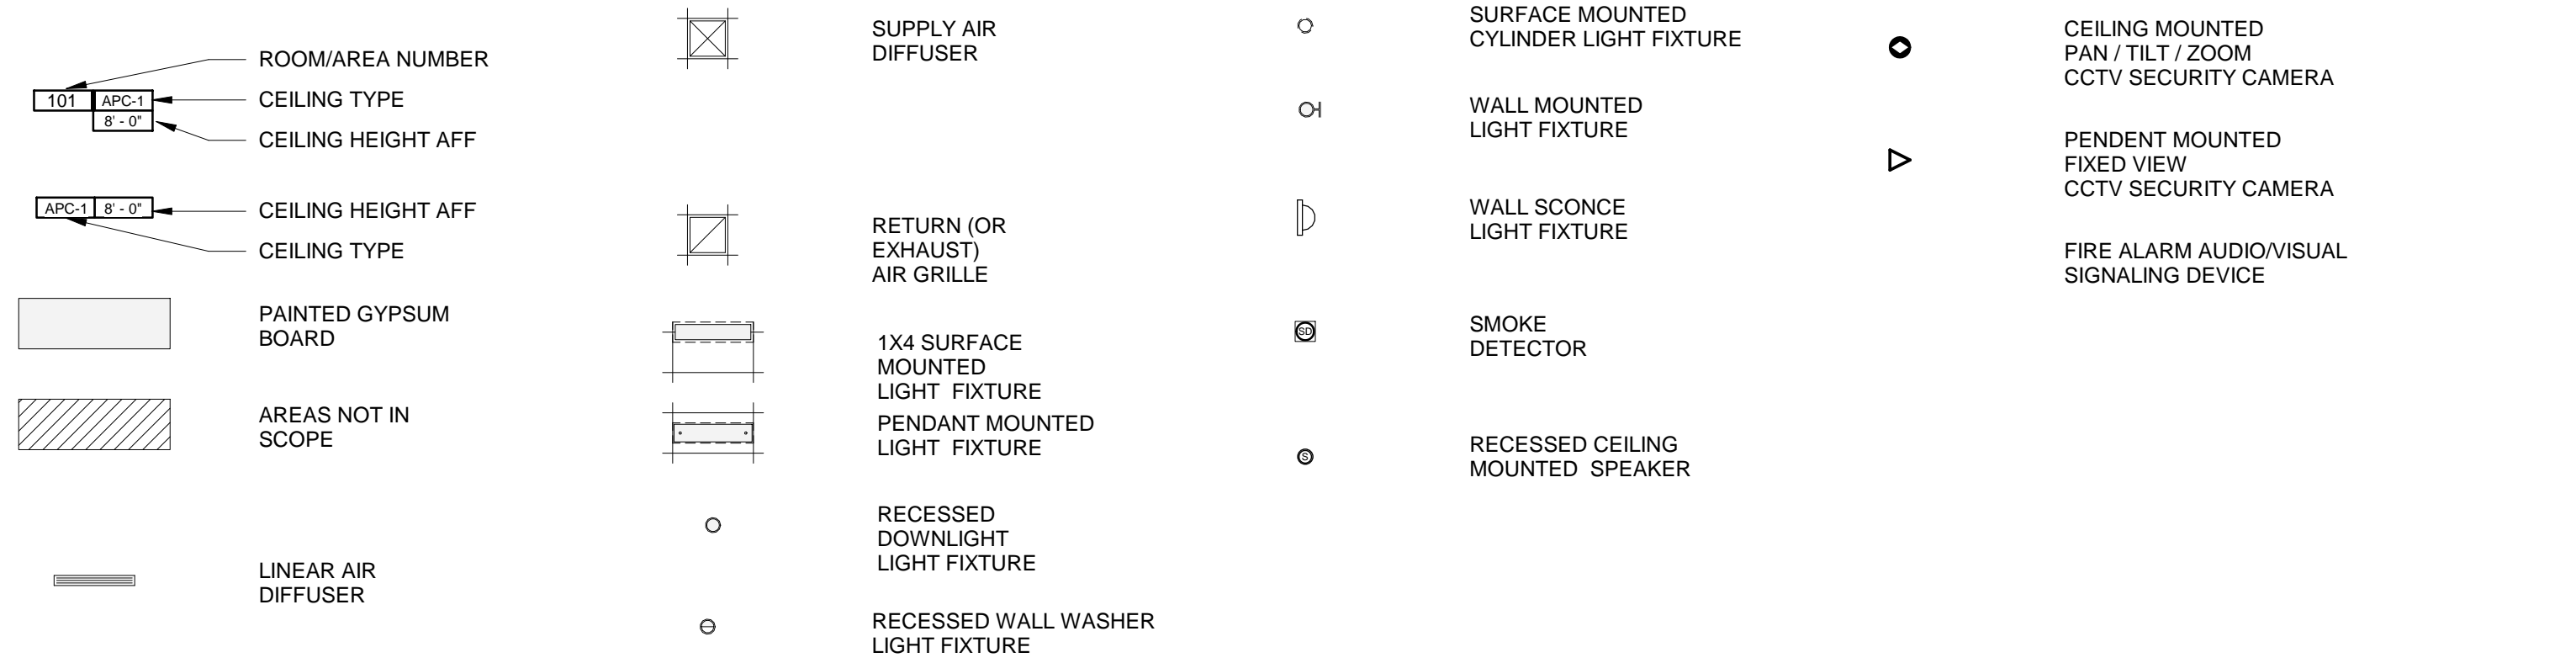 ROOM/AREA NUMBER
101
APC-1
CEILING TYPE
8' - 0"
CEILING HEIGHT AFF
APC-1
8' - 0"
CEILING HEIGHT AFF
CEILING TYPE
PAINTED GYPSUM
BOARD
AREAS NOT IN
SCOPE
LINEAR AIR
DIFFUSER
SUPPLY AIR
DIFFUSER
RETURN (OR
EXHAUST)
AIR GRILLE
1X4 SURFACE
MOUNTED
LIGHT FIXTURE
PENDANT MOUNTED
LIGHT FIXTURE
RECESSED
DOWNLIGHT
LIGHT FIXTURE
RECESSED WALL WASHER
LIGHT FIXTURE
SURFACE MOUNTED
CYLINDER LIGHT FIXTURE
WALL MOUNTED
LIGHT FIXTURE
WALL SCONCE
LIGHT FIXTURE
SD
SMOKE
DETECTOR
S
RECESSED CEILING
MOUNTED SPEAKER
CEILING MOUNTED
PAN / TILT / ZOOM
CCTV SECURITY CAMERA
PENDENT MOUNTED
FIXED VIEW
CCTV SECURITY CAMERA
FIRE ALARM AUDIO/VISUAL
SIGNALING DEVICE